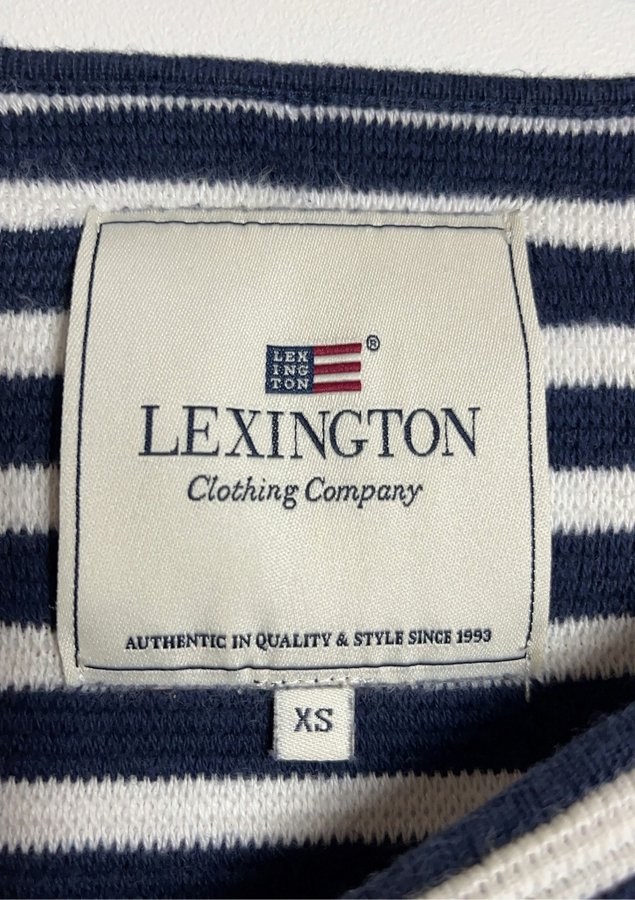 LEX
ING
TON
®
LEXINGTON
Clothing Company
AUTHENTIC IN QUALITY & STYLE SINCE 1993
XS